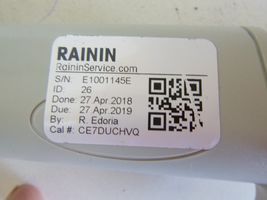 RAININ
RaininService.com
S/N: E1001145E
ID: 26
Done: 27.Apr.2018
Due: 27.Apr.2019
By: R. Edoria
Cal #: CE7DUCHVQ